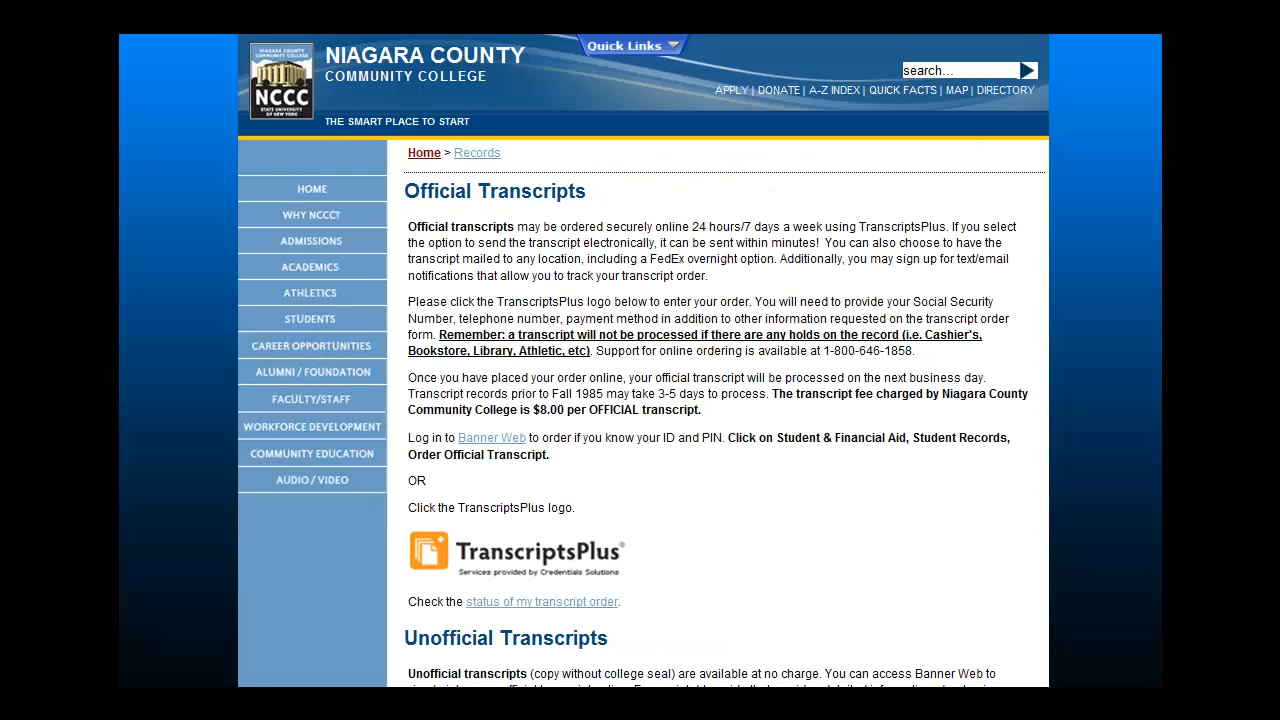 Quick Links
NIAGARA COUNTY
COMMUNITY COLLEGE
NIAGARA COUNTY
COMMUNITY COLLEGE
NCCC
STATE UNIVERSITY
OF NEW YORK
search...
APPLY | DONATE | A-Z INDEX | QUICK FACTS | MAP | DIRECTORY
THE SMART PLACE TO START
Home > Records
HOME
WHY NCCC?
ADMISSIONS
ACADEMICS
ATHLETICS
STUDENTS
CAREER OPPORTUNITIES
ALUMNI / FOUNDATION
FACULTY/STAFF
WORKFORCE DEVELOPMENT
COMMUNITY EDUCATION
AUDIO / VIDEO
Official Transcripts
Official transcripts may be ordered securely online 24 hours/7 days a week using TranscriptsPlus. If you select
the option to send the transcript electronically, it can be sent within minutes! You can also choose to have the
transcript mailed to any location, including a FedEx overnight option. Additionally, you may sign up for text/email
notifications that allow you to track your transcript order.
Please click the TranscriptsPlus logo below to enter your order. You will need to provide your Social Security
Number, telephone number, payment method in addition to other information requested on the transcript order
form. Remember: a transcript will not be processed if there are any holds on the record (i.e. Cashier's,
Bookstore, Library, Athletic, etc). Support for online ordering is available at 1-800-646-1858.
Once you have placed your order online, your official transcript will be processed on the next business day.
Transcript records prior to Fall 1985 may take 3-5 days to process. The transcript fee charged by Niagara County
Community College is $8.00 per OFFICIAL transcript.
Log in to Banner Web to order if you know your ID and PIN. Click on Student & Financial Aid, Student Records,
Order Official Transcript.
OR
Click the TranscriptsPlus logo.
TranscriptsPlus®
Services provided by Credentials Solutions
Check the status of my transcript order.
Unofficial Transcripts
Unofficial transcripts (copy without college seal) are available at no charge. You can access Banner Web to